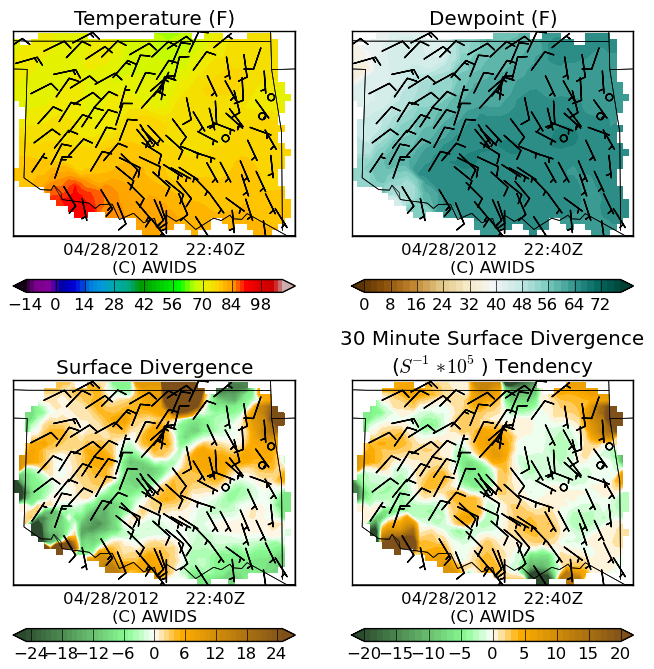 Temperature (F)
Dewpoint (F)
04/28/2012 22:40Z
(C) AWIDS
04/28/2012 22:40Z
(C) AWIDS
−14 0 14 28 42 56 70 84 98
0 8 16 24 32 40 48 56 64 72
Surface Divergence
30 Minute Surface Divergence
(S⁻¹ *10⁵ ) Tendency
04/28/2012 22:40Z
(C) AWIDS
04/28/2012 22:40Z
(C) AWIDS
−24 −18 −12 −6 0 6 12 18 24
−20 −15 −10 −5 0 5 10 15 20